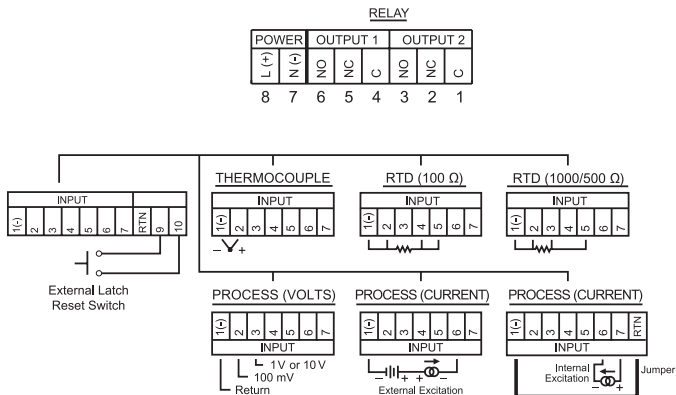 RELAY
POWER OUTPUT 1 OUTPUT 2
L (+) N (-) NO NC C NO NC C
8 7 6 5 4 3 2 1
INPUT
1(-) 2 3 4 5 6 7 RTN 9 10
External Latch
Reset Switch
THERMOCOUPLE
INPUT
1(-) 2 3 4 5 6 7
– +
RTD (100 Ω)
INPUT
1(-) 2 3 4 5 6 7
RTD (1000/500 Ω)
INPUT
1(-) 2 3 4 5 6 7
PROCESS (VOLTS)
1(-) 2 3 4 5 6 7
INPUT
1 V or 10 V
100 mV
Return
PROCESS (CURRENT)
1(-) 2 3 4 5 6 7
INPUT
– + + –
External Excitation
PROCESS (CURRENT)
1(-) 2 3 4 5 6 7 RTN
INPUT
Internal
Excitation
– +
Jumper